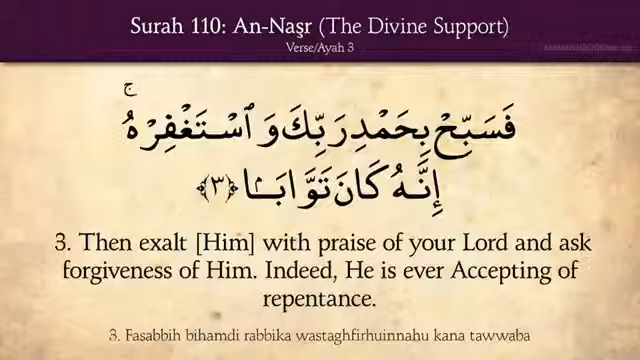 Surah 110: An-Naṣr (The Divine Support)
Verse/Ayah 3
فَسَبِّحْ بِحَمْدِ رَبِّكَ وَٱسْتَغْفِرْهُ ۚ
إِنَّهُۥ كَانَ تَوَّابَۢا ﴿٣﴾
3. Then exalt [Him] with praise of your Lord and ask
forgiveness of Him. Indeed, He is ever Accepting of
repentance.
3. Faṣabbih bihamdi rabbika wastaghfirhuinnahu kana tawwaba